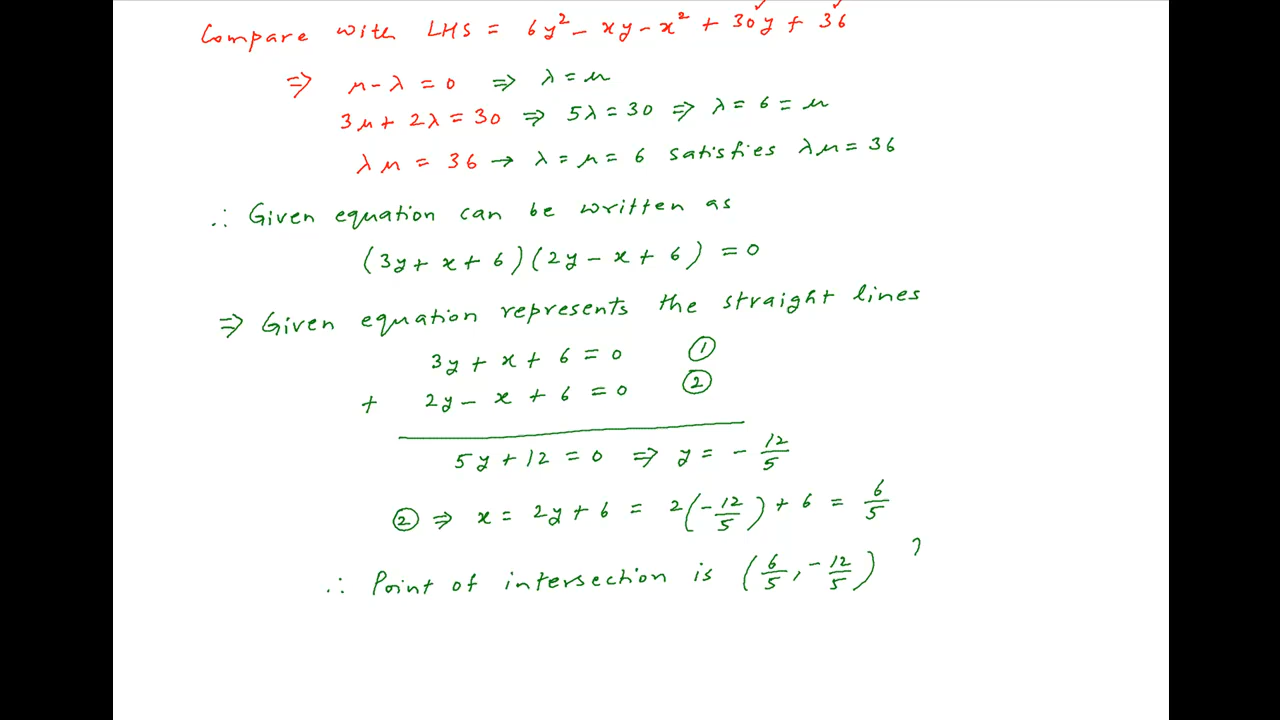 Compare with LHS = 6y² − xy − x² + 30y + 36
⇒ μ − λ = 0 ⇒ λ = μ
3μ + 2λ = 30 ⇒ 5λ = 30 ⇒ λ = 6 = μ
λμ = 36 → λ = μ = 6 satisfies λμ = 36
∴ Given equation can be written as
(3y + x + 6)(2y − x + 6) = 0
⇒ Given equation represents the straight lines
3y + x + 6 = 0 ①
+ 2y − x + 6 = 0 ②
5y + 12 = 0 ⇒ y = −12/5
② ⇒ x = 2y + 6 = 2(−12/5) + 6 = 6/5
∴ Point of intersection is (6/5, −12/5)